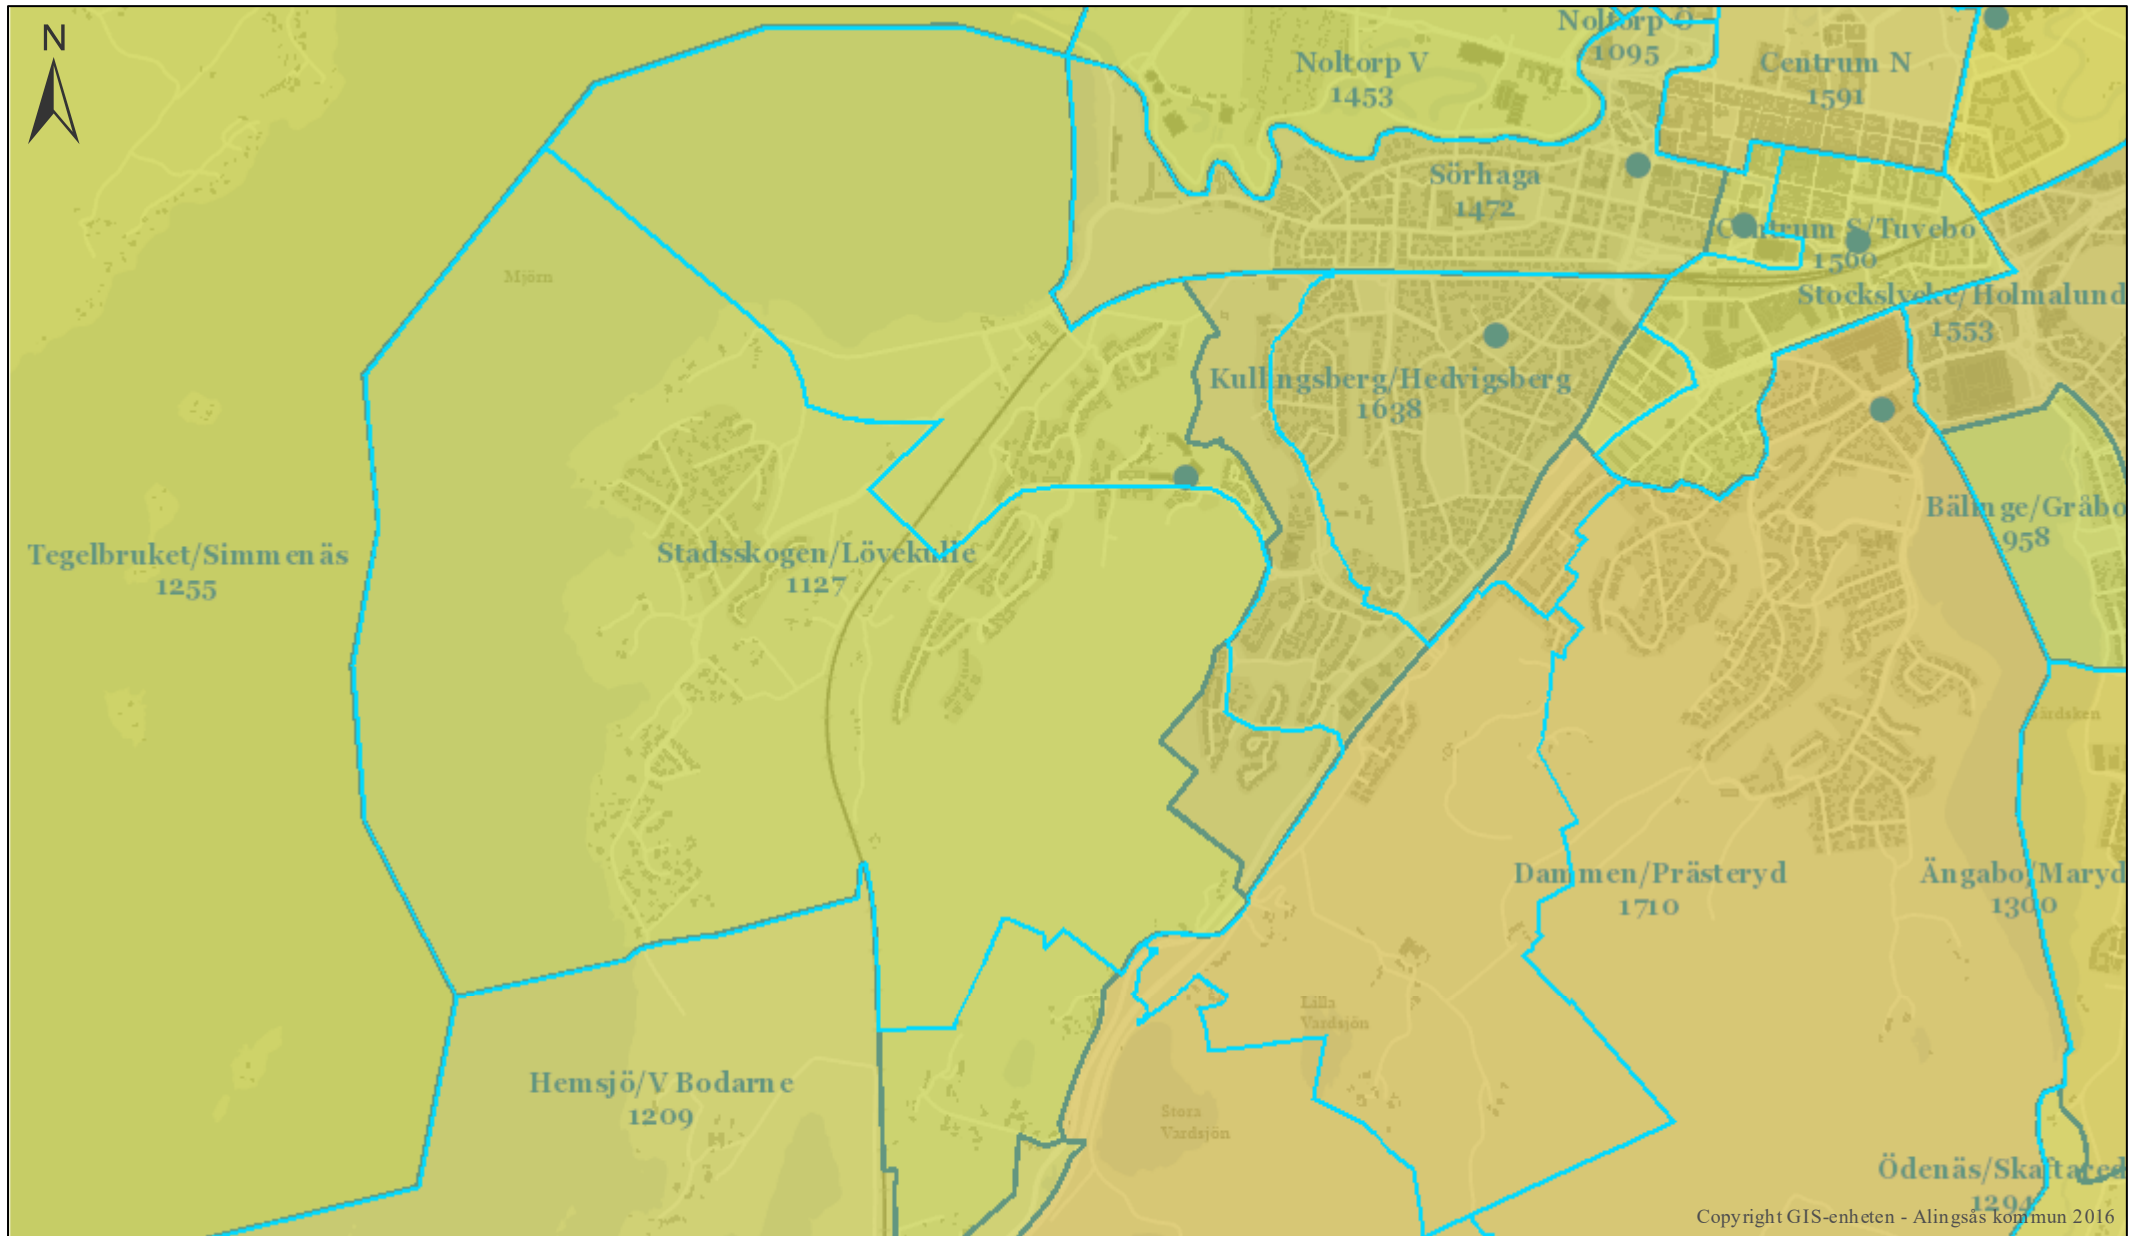 N
Noltorp Ö
1095
Noltorp V
1453
Centrum N
1591
Sörhaga
1472
Centrum S/Tuvebo
1560
Mjörn
Stockslycke/Holmalund
1553
Kullingsberg/Hedvigsberg
1638
Bälinge/Gråbo
958
Tegelbruket/Simmenäs
1255
Stadsskogen/Lövekulle
1127
Gerdsken
Dammen/Prästeryd
1710
Ängabo/Maryd
1300
Lilla
Vardsjön
Hemsjö/V Bodarne
1209
Stora
Vardsjön
Ödenäs/Skaftared
1294
Copyright GIS-enheten - Alingsås kommun 2016